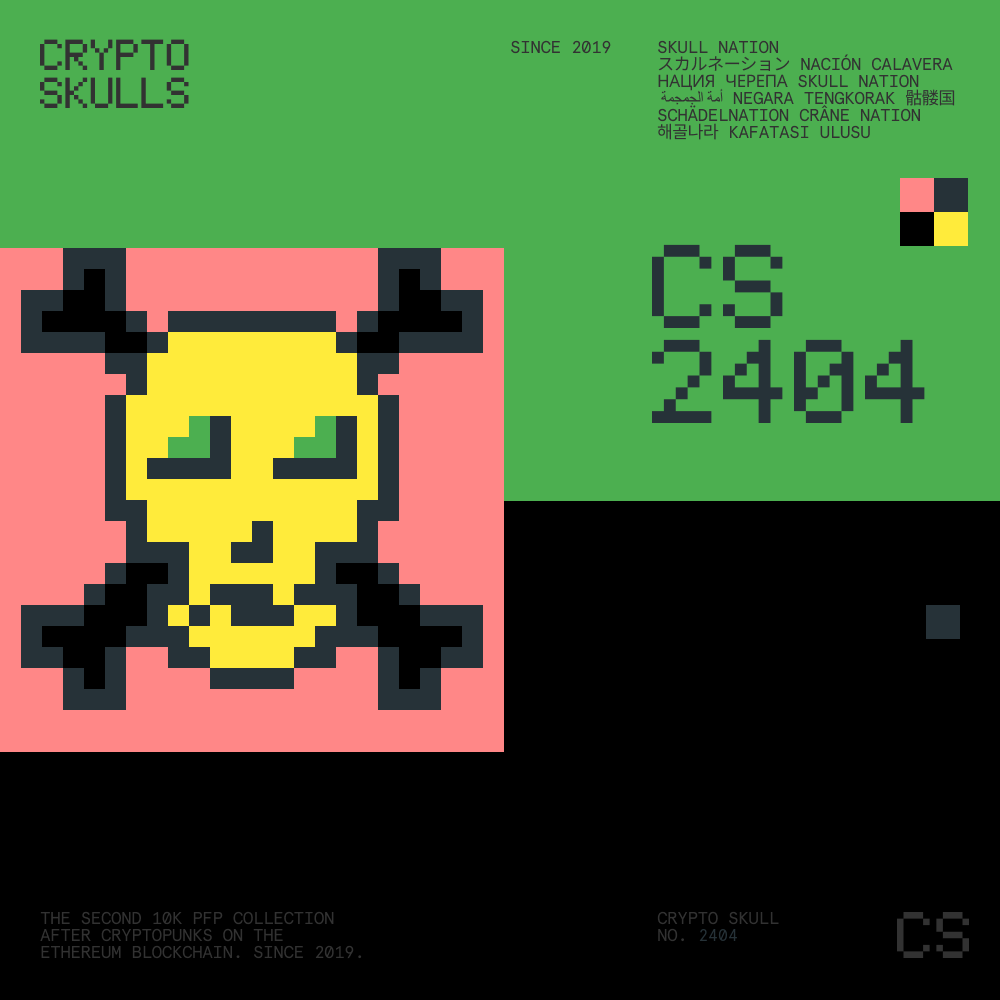 CRYPTO
SKULLS
SINCE 2019
SKULL NATION
スカルネーション NACIÓN CALAVERA
НАЦИЯ ЧЕРЕПА SKULL NATION
أمة الجمجمة NEGARA TENGKORAK 骷髅国
SCHÄDELNATION CRÂNE NATION
해골나라 KAFATASI ULUSU
CS
2404
THE SECOND 10K PFP COLLECTION
AFTER CRYPTOPUNKS ON THE
ETHEREUM BLOCKCHAIN. SINCE 2019.
CRYPTO SKULL
NO. 2404
CS